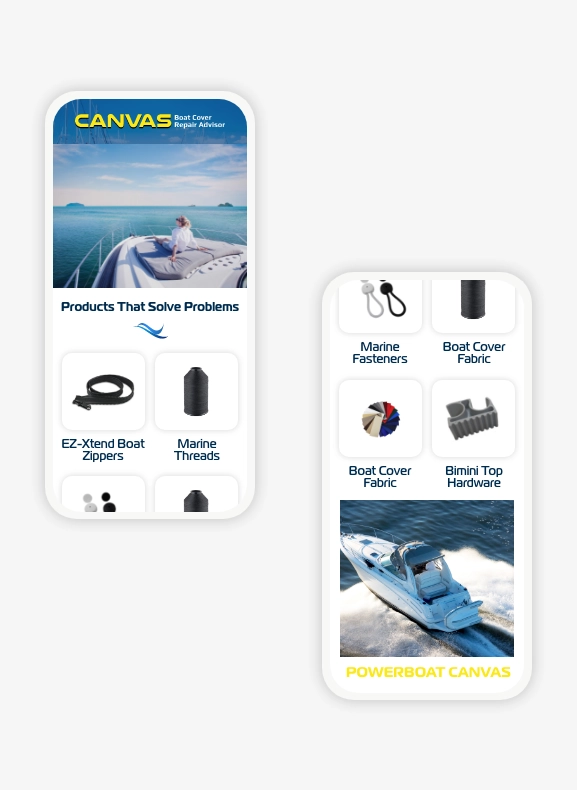 CANVAS Boat Cover
Repair Advisor
Products That Solve Problems
EZ-Xtend Boat
Zippers
Marine
Threads
Marine
Fasteners
Boat Cover
Fabric
Boat Cover
Fabric
Bimini Top
Hardware
POWERBOAT CANVAS